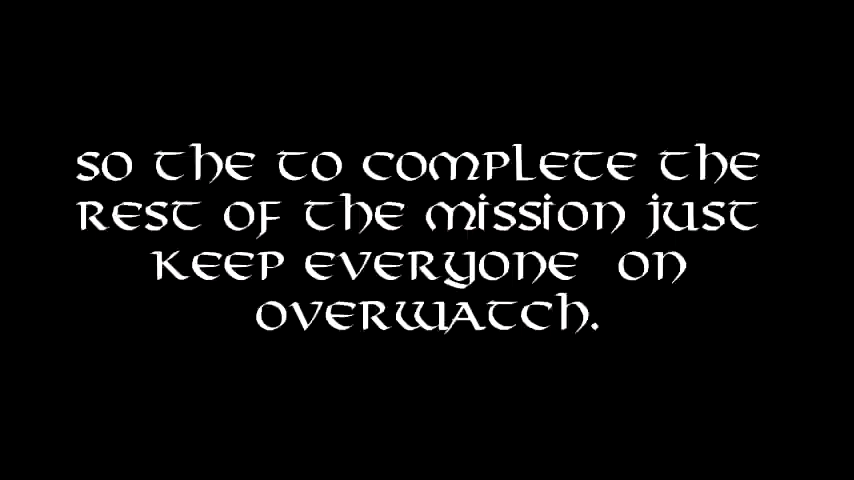 so the to complete the
rest of the mission just
keep everyone  on
overwatch.